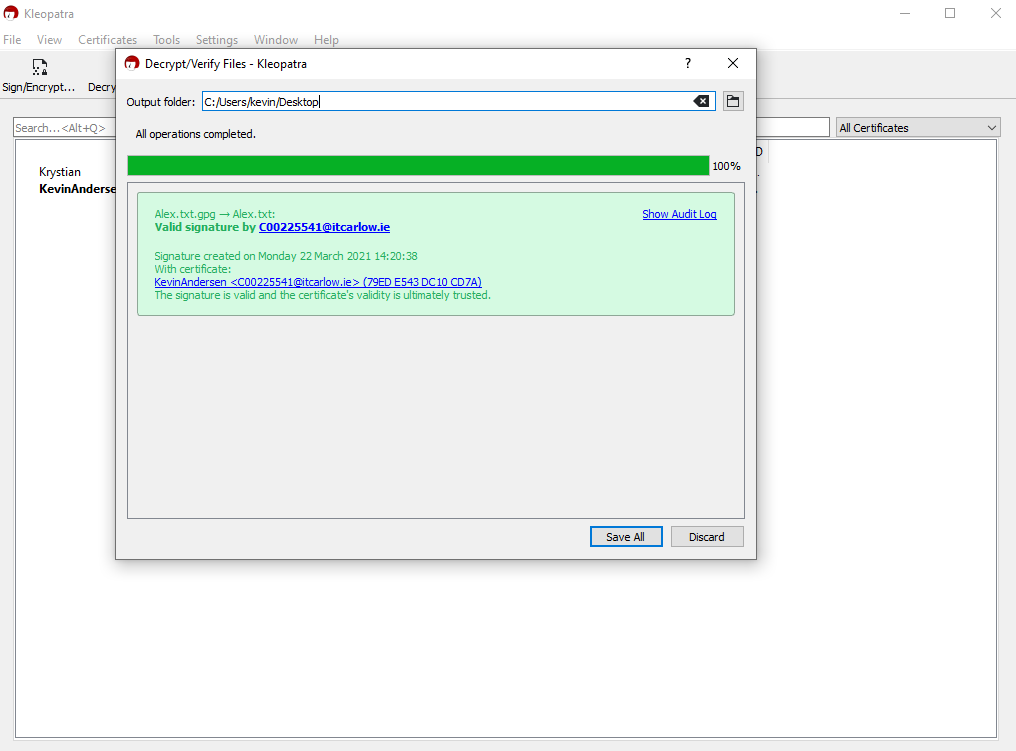 Kleopatra
File View Certificates Tools Settings Window Help
Decrypt/Verify Files - Kleopatra
?
Sign/Encrypt... Decry
Output folder: C:/Users/kevin/Desktop
Search...<Alt+Q>
All Certificates
All operations completed.
D
100%
Krystian
KevinAnderse
Alex.txt.gpg → Alex.txt:
Show Audit Log
Valid signature by C00225541@itcarlow.ie
Signature created on Monday 22 March 2021 14:20:38
With certificate:
KevinAndersen <C00225541@itcarlow.ie> (79ED E543 DC10 CD7A)
The signature is valid and the certificate's validity is ultimately trusted.
Save All
Discard